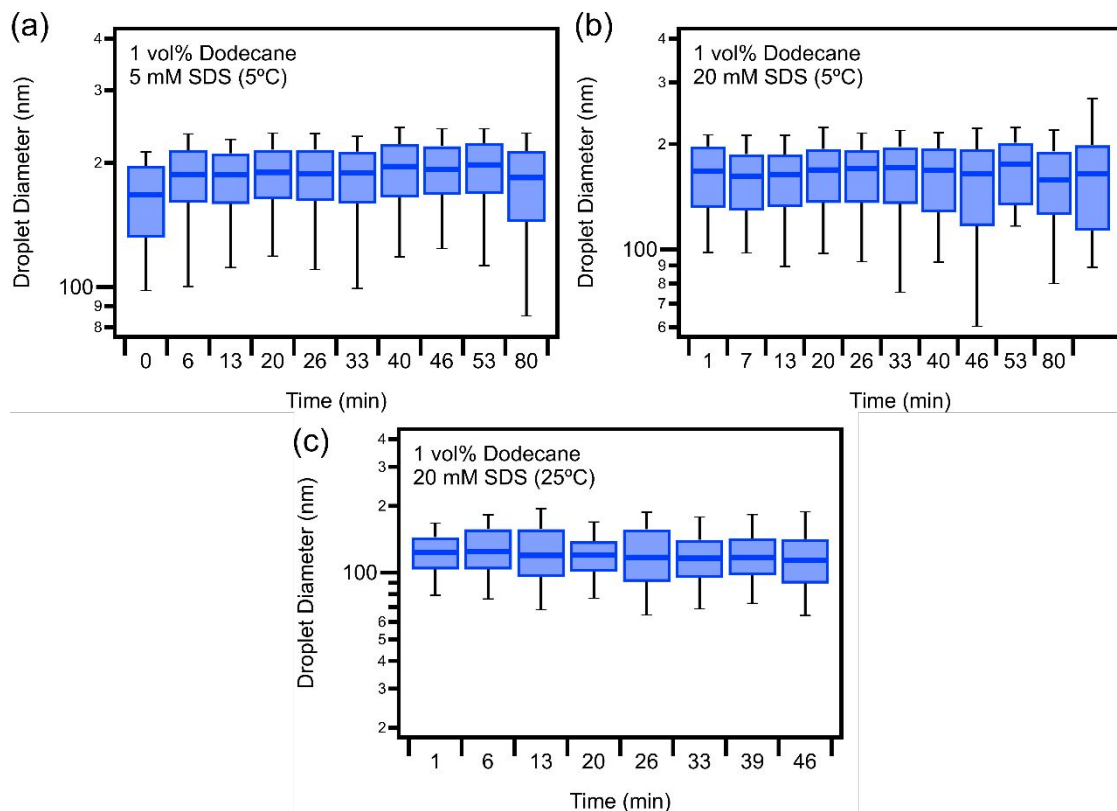 (a)
1 vol% Dodecane
5 mM SDS (5ºC)
Droplet Diameter (nm)
4
3
200
100
9
8
0 6 13 20 26 33 40 46 53 80
Time (min)
(b)
1 vol% Dodecane
20 mM SDS (5ºC)
Droplet Diameter (nm)
4
3
2
100
9
8
7
6
1 7 13 20 26 33 40 46 53 80
Time (min)
(c)
1 vol% Dodecane
20 mM SDS (25ºC)
Droplet Diameter (nm)
4
3
2
100
6
5
4
3
2
1 6 13 20 26 33 39 46
Time (min)